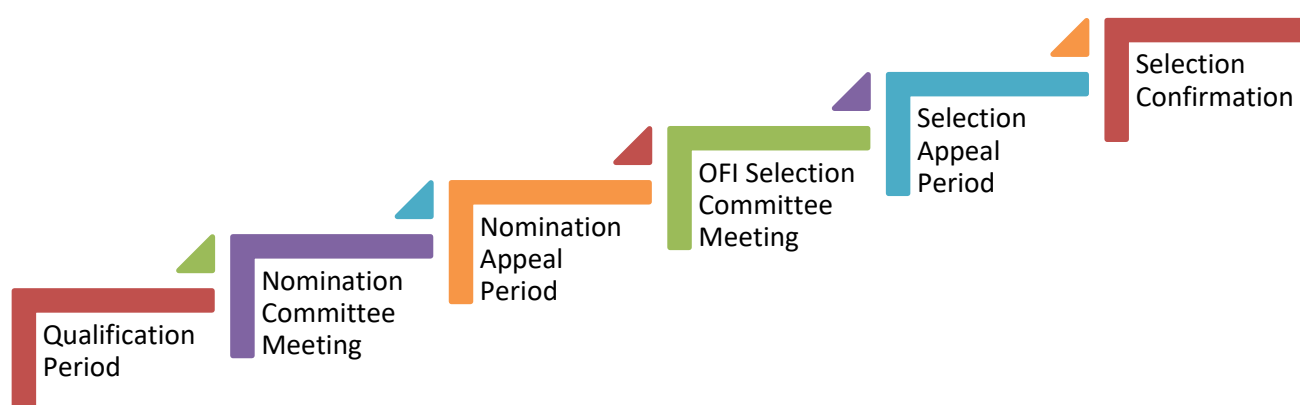 Qualification
Period
Nomination
Committee
Meeting
Nomination
Appeal
Period
OFI Selection
Committee
Meeting
Selection
Appeal
Period
Selection
Confirmation